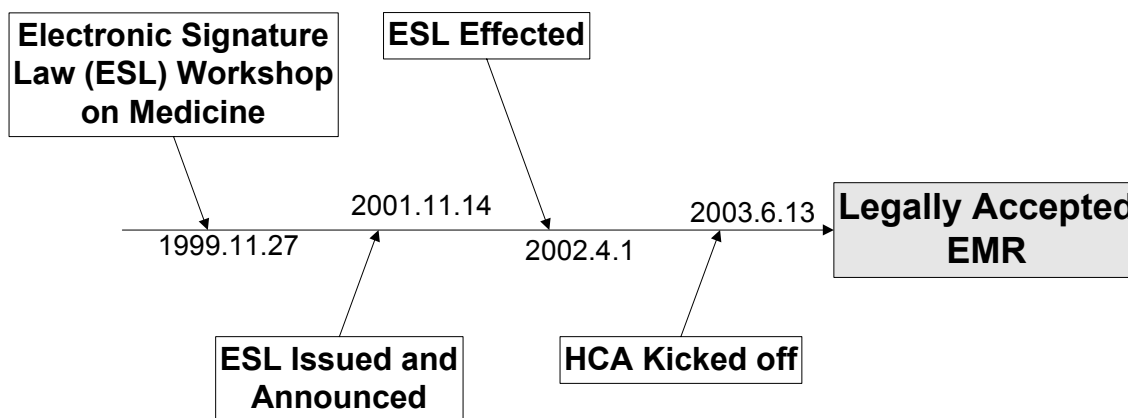 Electronic Signature
Law (ESL) Workshop
on Medicine
ESL Effected
1999.11.27
2001.11.14
2002.4.1
2003.6.13
Legally Accepted
EMR
ESL Issued and
Announced
HCA Kicked off